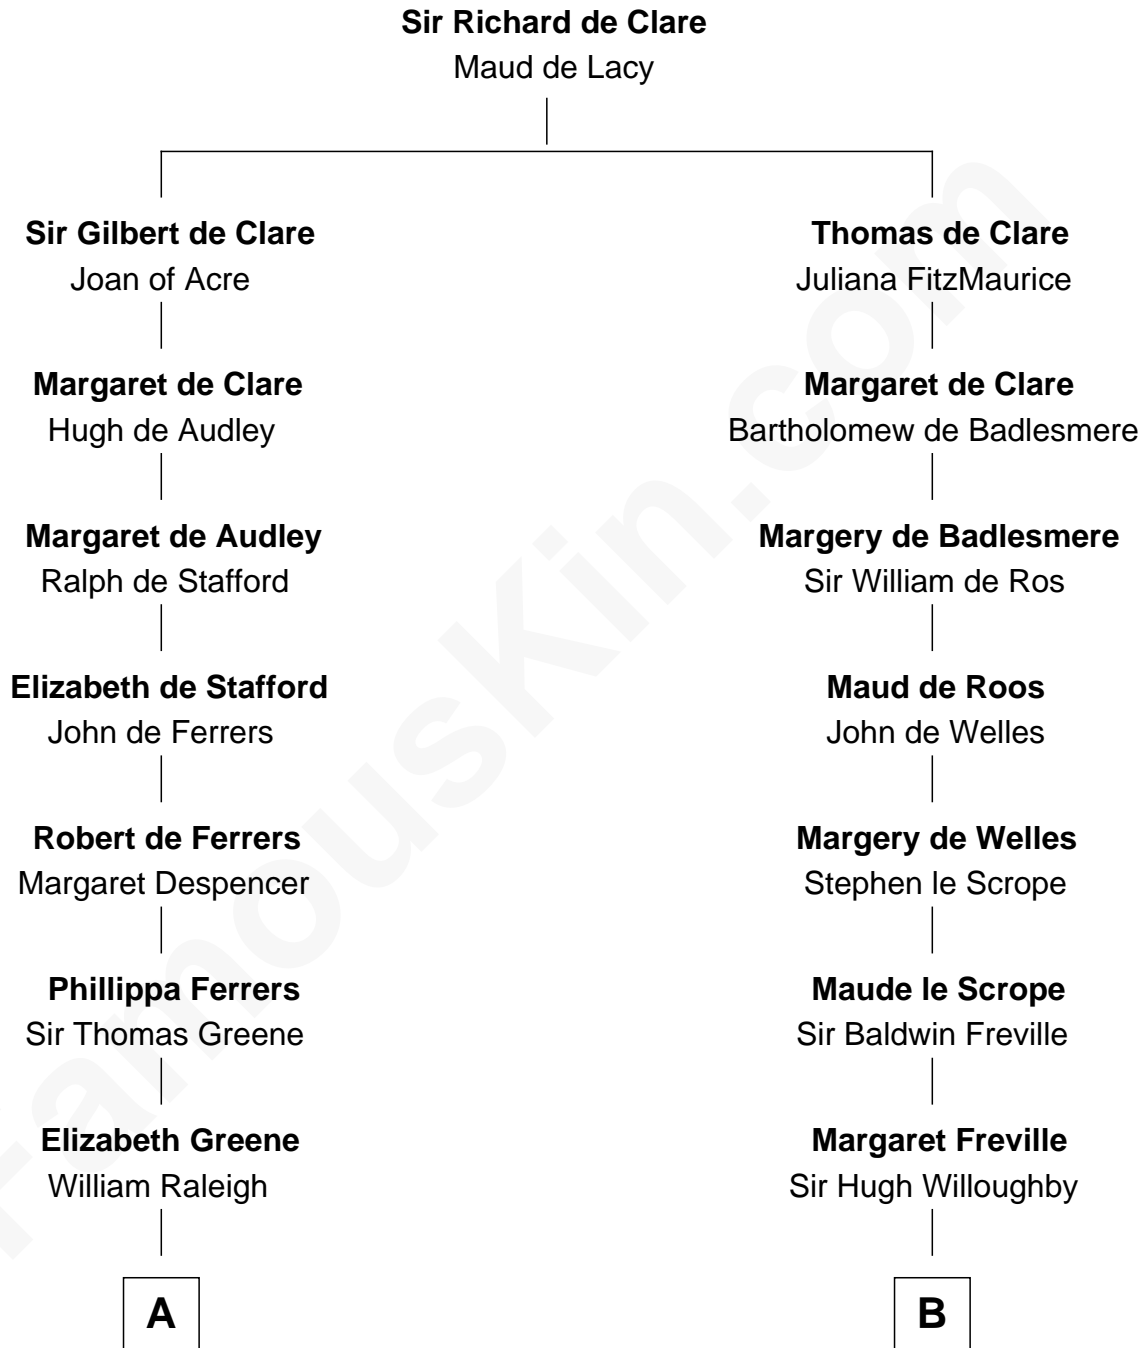 Sir Richard de Clare
Maud de Lacy
Sir Gilbert de Clare
Joan of Acre
Thomas de Clare
Juliana FitzMaurice
Margaret de Clare
Hugh de Audley
Margaret de Clare
Bartholomew de Badlesmere
Margaret de Audley
Ralph de Stafford
Margery de Badlesmere
Sir William de Ros
Elizabeth de Stafford
John de Ferrers
Maud de Roos
John de Welles
Robert de Ferrers
Margaret Despencer
Margery de Welles
Stephen le Scrope
Phillippa Ferrers
Sir Thomas Greene
Maude le Scrope
Sir Baldwin Freville
Elizabeth Greene
William Raleigh
Margaret Freville
Sir Hugh Willoughby
A
B
FamousKin.com